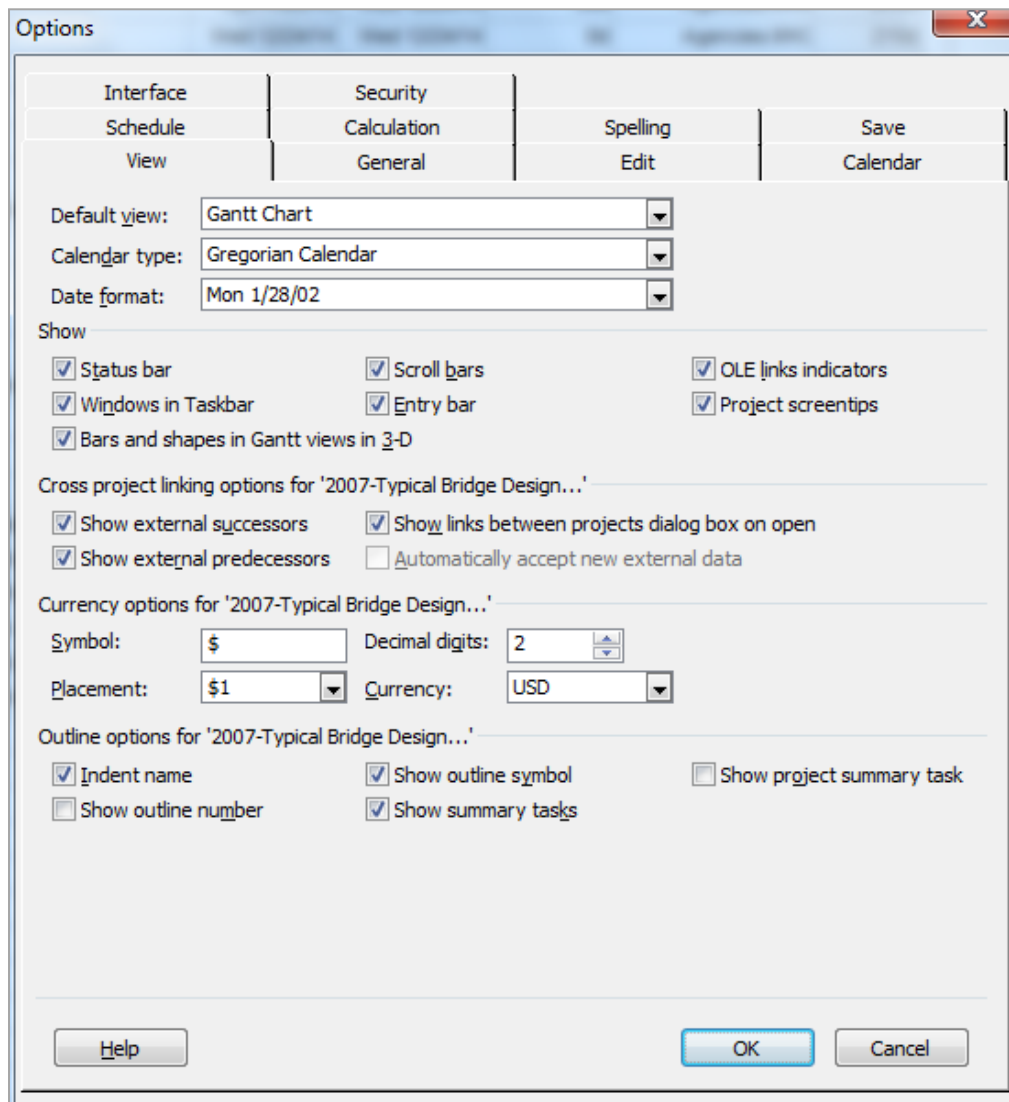 Options
Interface Security
Schedule Calculation Spelling Save
View General Edit Calendar
Default view: Gantt Chart
Calendar type: Gregorian Calendar
Date format: Mon 1/28/02
Show
Status bar Scroll bars OLE links indicators
Windows in Taskbar Entry bar Project screentips
Bars and shapes in Gantt views in 3-D
Cross project linking options for '2007-Typical Bridge Design...'
Show external successors Show links between projects dialog box on open
Show external predecessors Automatically accept new external data
Currency options for '2007-Typical Bridge Design...'
Symbol: $ Decimal digits: 2
Placement: $1 Currency: USD
Outline options for '2007-Typical Bridge Design...'
Indent name Show outline symbol Show project summary task
Show outline number Show summary tasks
Help OK Cancel